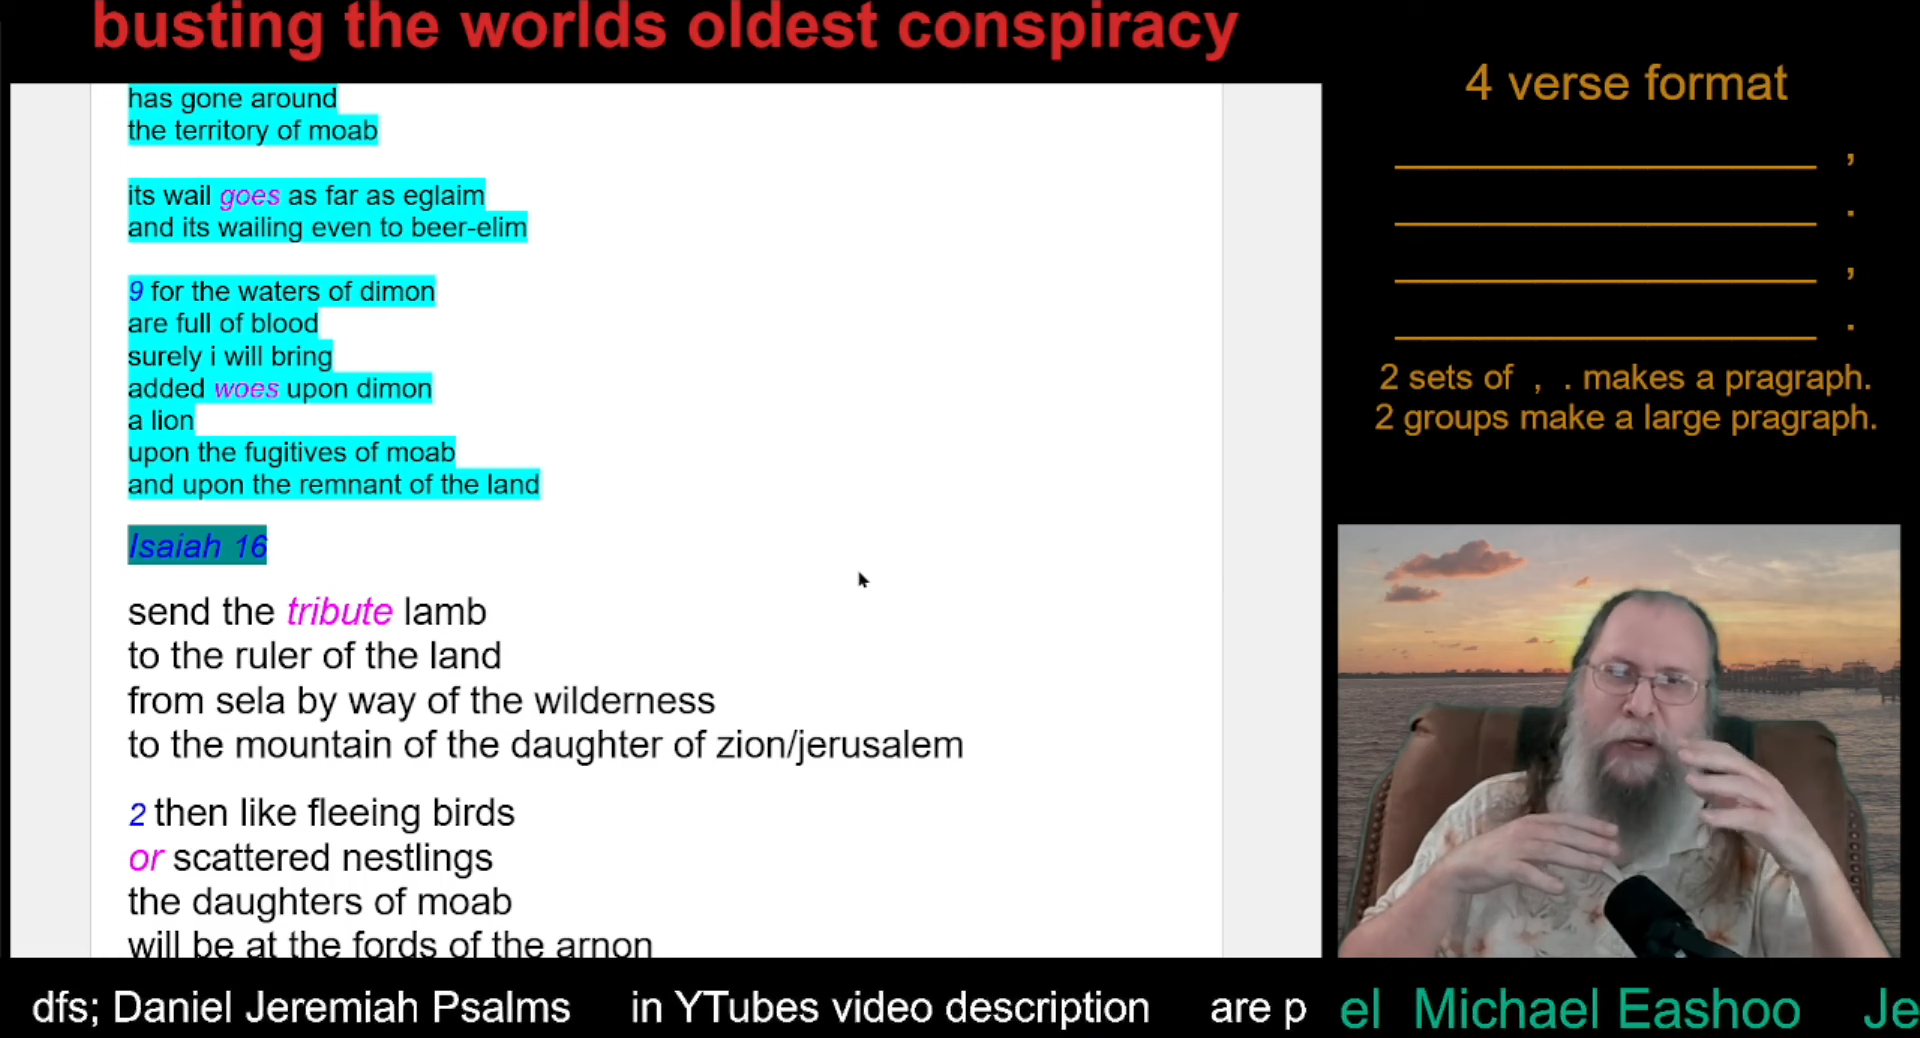 busting the worlds oldest conspiracy
has gone around
the territory of moab
its wail goes as far as eglaim
and its wailing even to beer-elim
9 for the waters of dimon
are full of blood
surely i will bring
added woes upon dimon
a lion
upon the fugitives of moab
and upon the remnant of the land
Isaiah 16
send the tribute lamb
to the ruler of the land
from sela by way of the wilderness
to the mountain of the daughter of zion/jerusalem
2 then like fleeing birds
or scattered nestlings
the daughters of moab
will be at the fords of the arnon
4 verse format
____________________ ,
____________________ .
____________________ ,
____________________ .
2 sets of , . makes a pragraph.
2 groups make a large pragraph.
dfs; Daniel Jeremiah Psalms in YTubes video description are p
el Michael Eashoo Je